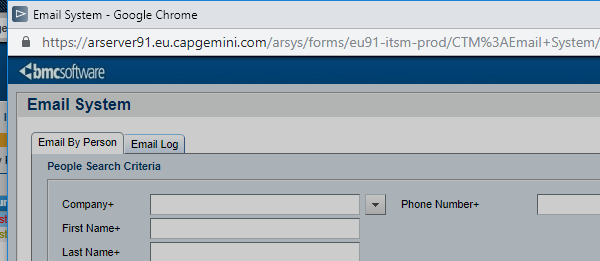 Email System - Google Chrome
https://arserver91.eu.capgemini.com/arsys/forms/eu91-itsm-prod/CTM%3AEmail+System/
bmcsoftware
Email System
Email By Person Email Log
People Search Criteria
Company+ Phone Number+
First Name+
Last Name+